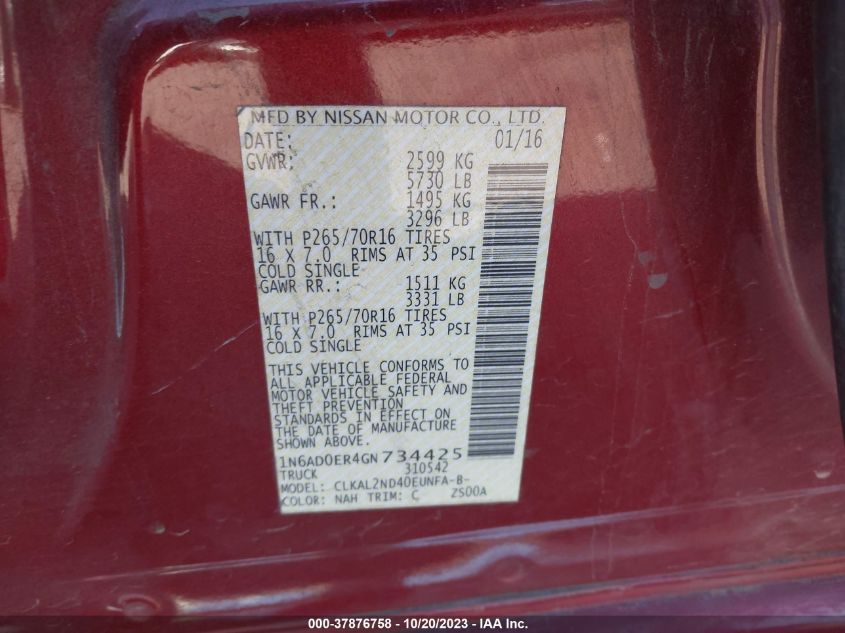 MFD BY NISSAN MOTOR CO., LTD.
DATE: 01/16
GVWR: 2599 KG
5730 LB
GAWR FR.: 1495 KG
3296 LB
WITH P265/70R16 TIRES
16 X 7.0 RIMS AT 35 PSI
COLD SINGLE
GAWR RR.: 1511 KG
3331 LB
WITH P265/70R16 TIRES
16 X 7.0 RIMS AT 35 PSI
COLD SINGLE
THIS VEHICLE CONFORMS TO
ALL APPLICABLE FEDERAL
MOTOR VEHICLE SAFETY AND
THEFT PREVENTION
STANDARDS IN EFFECT ON
THE DATE OF MANUFACTURE
SHOWN ABOVE.
1N6AD0ER4GN734425
TRUCK 310542
MODEL: CLKAL2ND40EUNFA-B-
COLOR: NAH TRIM: C ZS00A
000-37876758 - 10/20/2023 - IAA Inc.